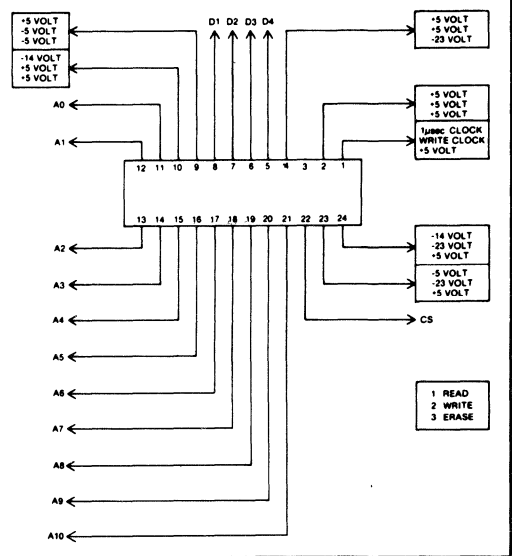 +5 VOLT
-5 VOLT
-5 VOLT
-14 VOLT
+5 VOLT
+5 VOLT
D1 D2 D3 D4
+5 VOLT
+5 VOLT
-23 VOLT
+5 VOLT
+5 VOLT
+5 VOLT
1µsec CLOCK
WRITE CLOCK
+5 VOLT
A0
A1
12 11 10 9 8 7 6 5 4 3 2 1
13 14 15 16 17 18 19 20 21 22 23 24
A2
A3
A4
A5
A6
A7
A8
A9
A10
-14 VOLT
-23 VOLT
+5 VOLT
-5 VOLT
-23 VOLT
+5 VOLT
CS
1 READ
2 WRITE
3 ERASE